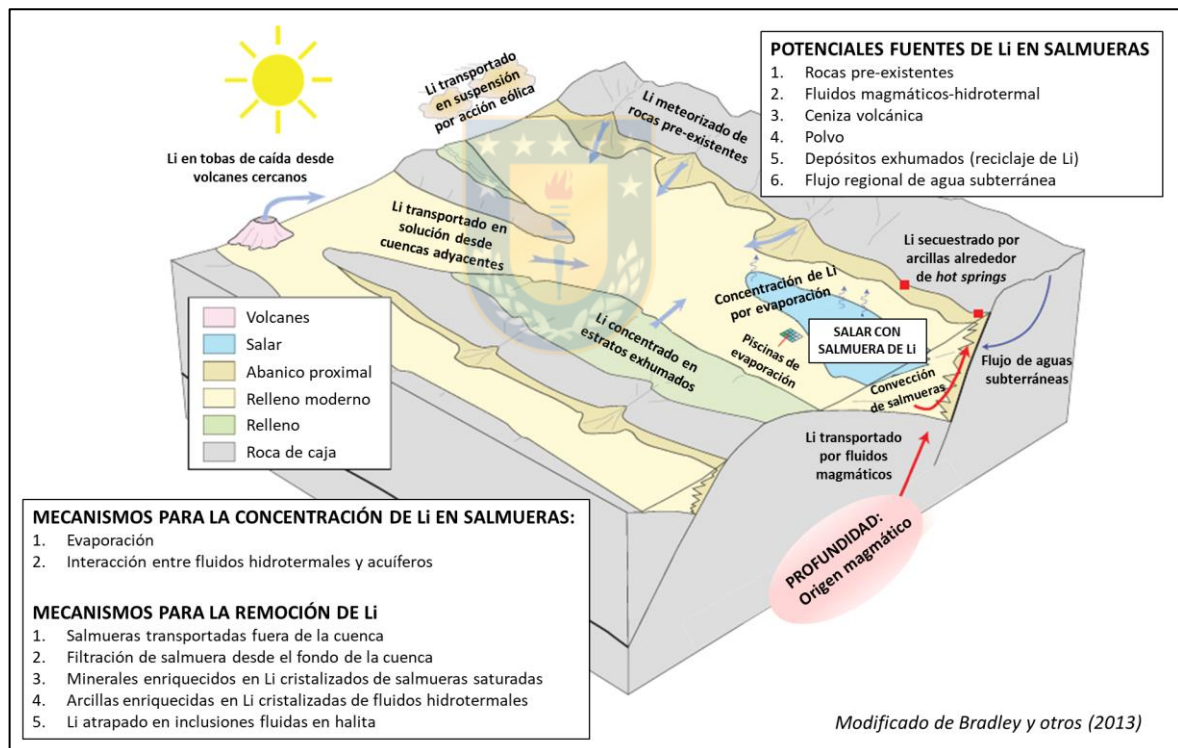 POTENCIALES FUENTES DE Li EN SALMUERAS
1. Rocas pre-existentes
2. Fluidos magmáticos-hidrotermal
3. Ceniza volcánica
4. Polvo
5. Depósitos exhumados (reciclaje de Li)
6. Flujo regional de agua subterránea
Li transportado
en suspensión
por acción eólica
Li meteorizado de
rocas pre-existentes
Li en tobas de caída desde
volcanes cercanos
Li transportado en
solución desde
cuencas adyacentes
Li secuestrado por
arcillas alrededor
de hot springs
Concentración de Li
por evaporación
SALAR CON
SALMUERA DE Li
Piscinas de
evaporación
Li concentrado en
estratos exhumados
Convección
de salmueras
Flujo de aguas
subterráneas
Li transportado
por fluidos
magmáticos
PROFUNDIDAD:
Origen magmático
Volcanes
Salar
Abanico proximal
Relleno moderno
Relleno
Roca de caja
MECANISMOS PARA LA CONCENTRACIÓN DE Li EN SALMUERAS:
1. Evaporación
2. Interacción entre fluidos hidrotermales y acuíferos
MECANISMOS PARA LA REMOCIÓN DE Li
1. Salmueras transportadas fuera de la cuenca
2. Filtración de salmuera desde el fondo de la cuenca
3. Minerales enriquecidos en Li cristalizados de salmueras saturadas
4. Arcillas enriquecidas en Li cristalizadas de fluidos hidrotermales
5. Li atrapado en inclusiones fluidas en halita
Modificado de Bradley y otros (2013)